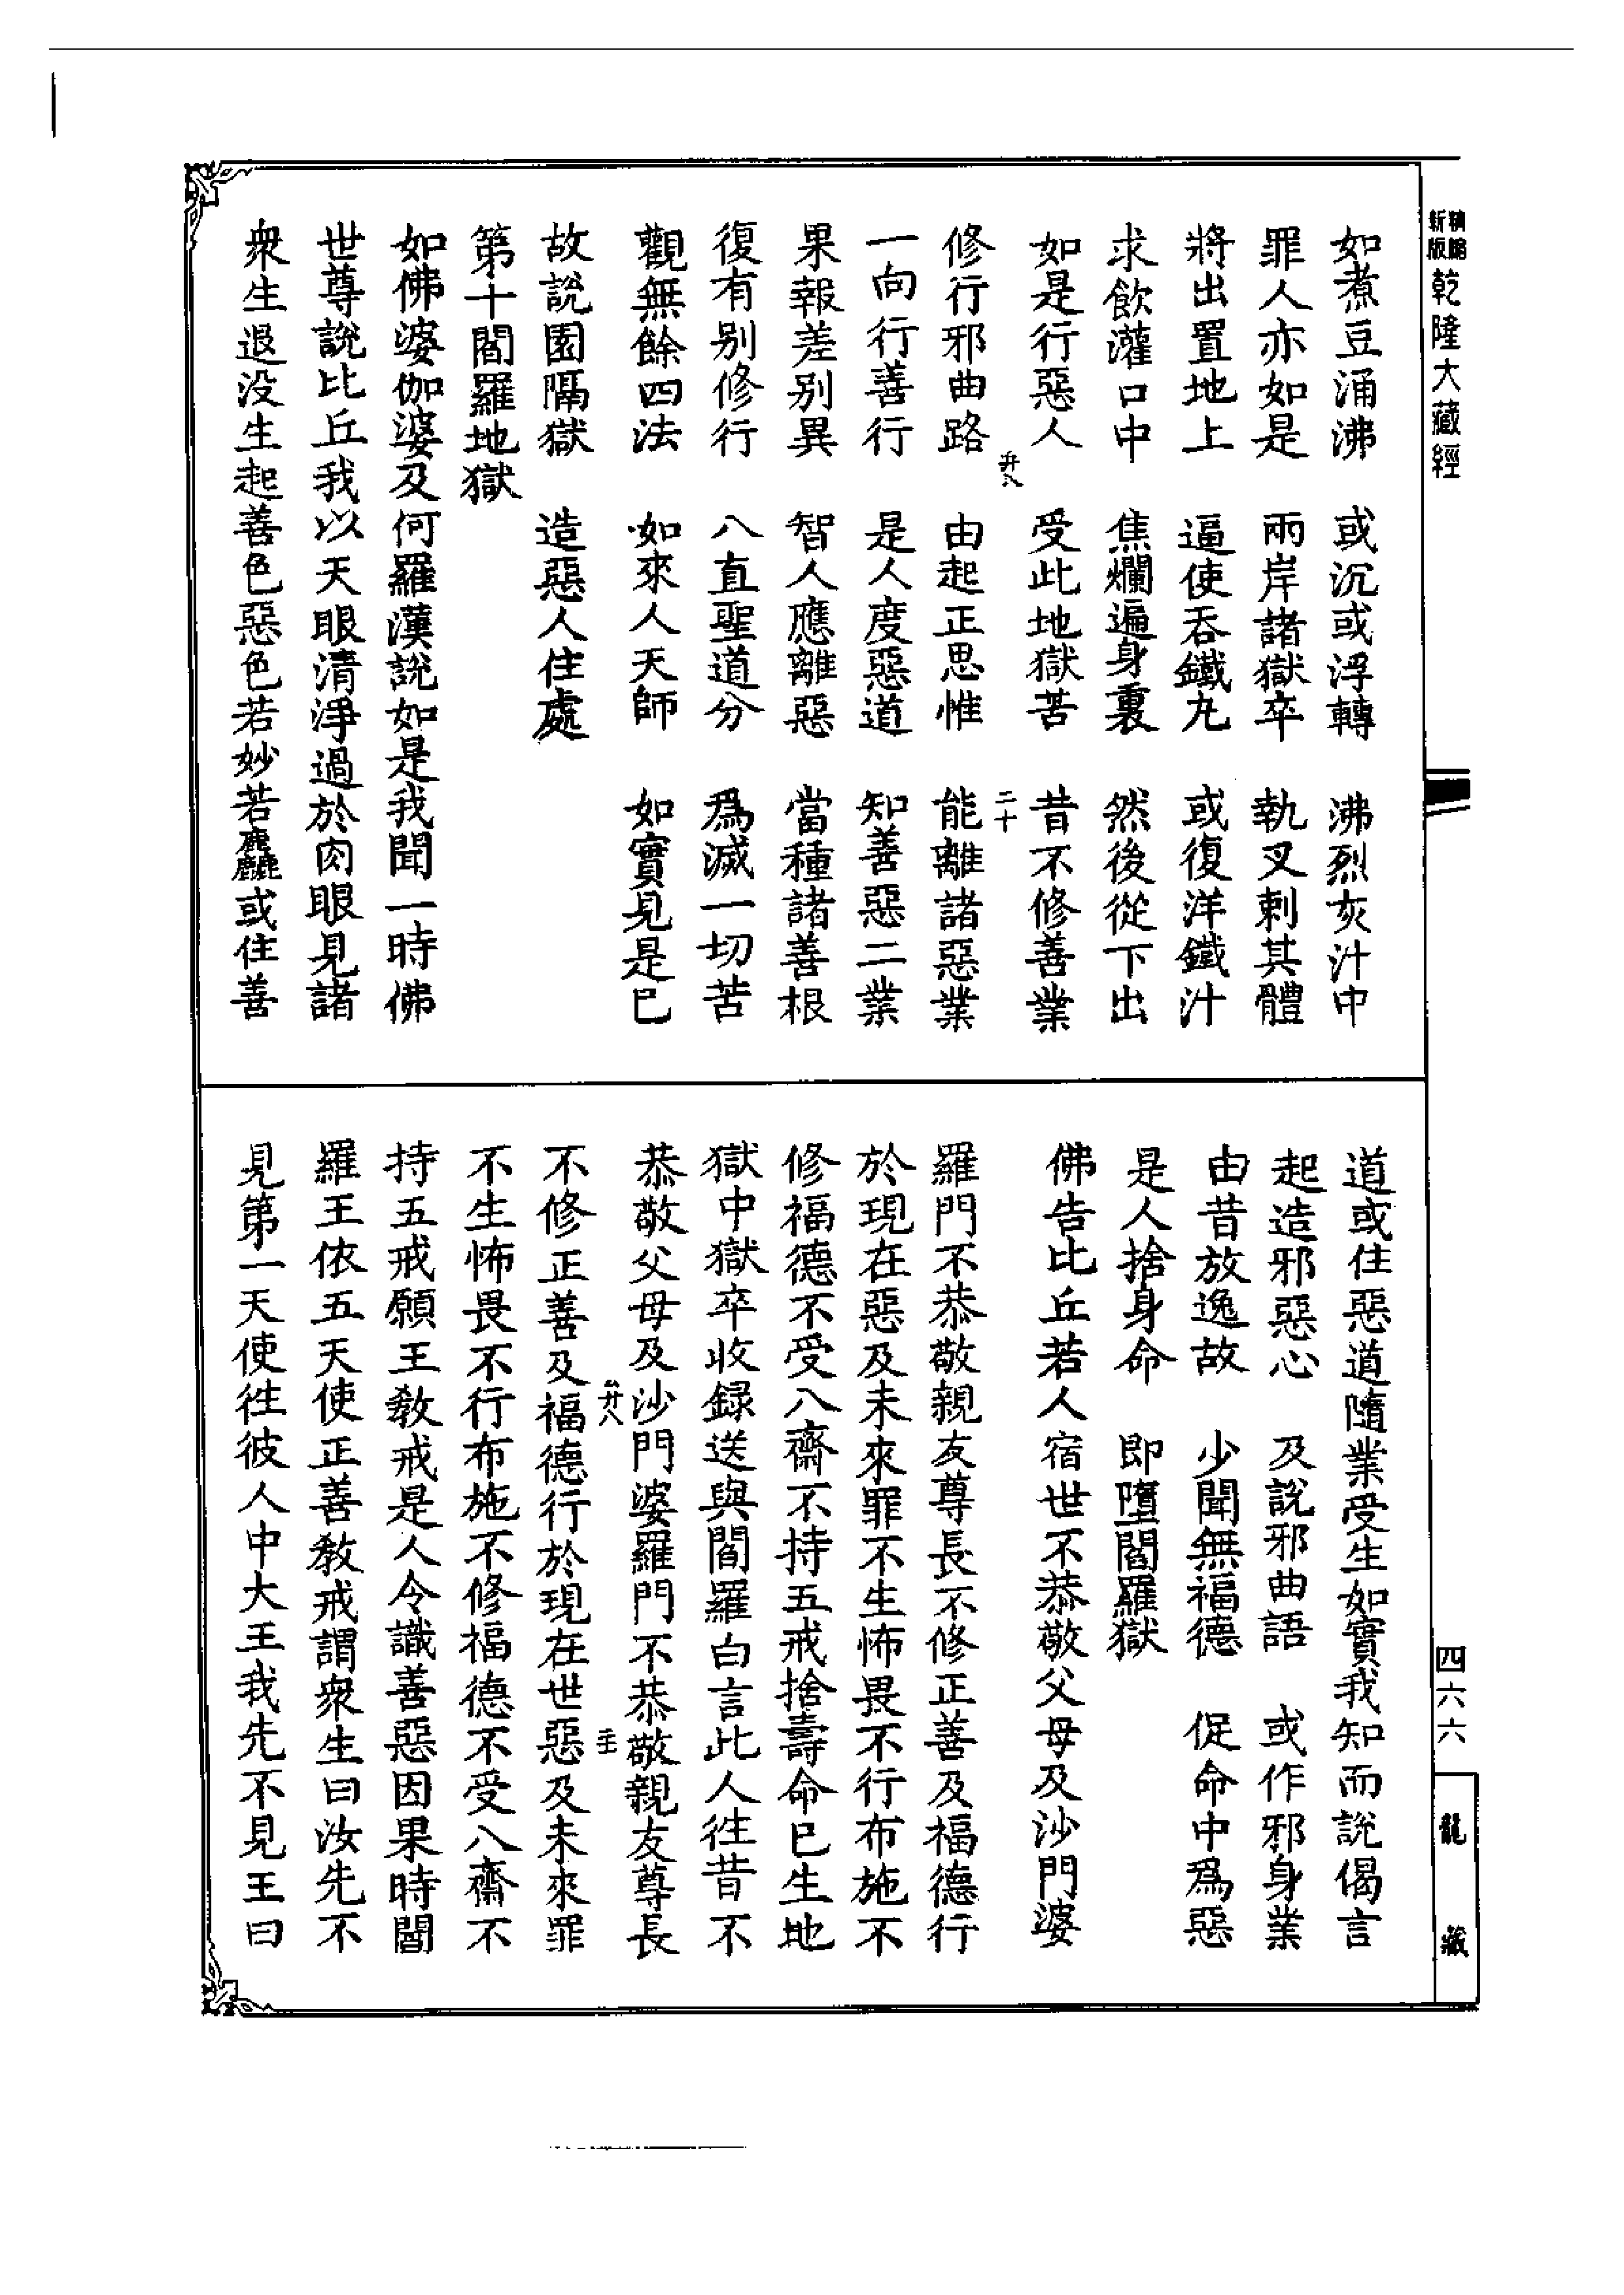 精縮新版乾隆大藏經
如煮豆涌沸　或沉或浮轉　沸烈灰汁中
罪人亦如是　兩岸諸獄卒　執叉刺其體
將出置地上　逼使吞鐵丸　或復洋鐵汁
求飲灌口中　焦爛遍身裏　然後從下出
如是行惡人　受此地獄苦　昔不修善業
升八　二十
修行邪曲路　由起正思惟　能離諸惡業
一向行善行　是人度惡道　知善惡二業
果報差别異　智人應離惡　當種諸善根
復有别修行　八直聖道分　爲滅一切苦
觀無餘四法　如來人天師　如實見是已
故說園隔獄　造惡人住處
第十閻羅地獄
如佛婆伽婆及何羅漢說如是我聞一時佛
世尊說比丘我以天眼清淨過於肉眼見諸
衆生退没生起善色惡色若妙若麤或住善
道或住惡道隨業受生如實我知而說偈言
起造邪惡心　及說邪曲語　或作邪身業
由昔放逸故　少聞無福德　促命中爲惡
是人捨身命　即墮閻羅獄
佛告比丘若人宿世不恭敬父母及沙門婆
羅門不恭敬親友尊長不修正善及福德行
於現在惡及未來罪不生怖畏不行布施不
修福德不受八齋不持五戒捨壽命已生地
獄中獄卒收録送與閻羅白言此人徃昔不
恭敬父母及沙門婆羅門不恭敬親友尊長
升八
不修正善及福德行於現在世惡及未來罪
不生怖畏不行布施不修福德不受八齋不
持五戒願王教戒是人令識善惡因果時閻
羅王依五天使正善教戒謂衆生曰汝先不
見第一天使徃彼人中大王我先不見王曰
四六六
龍　藏